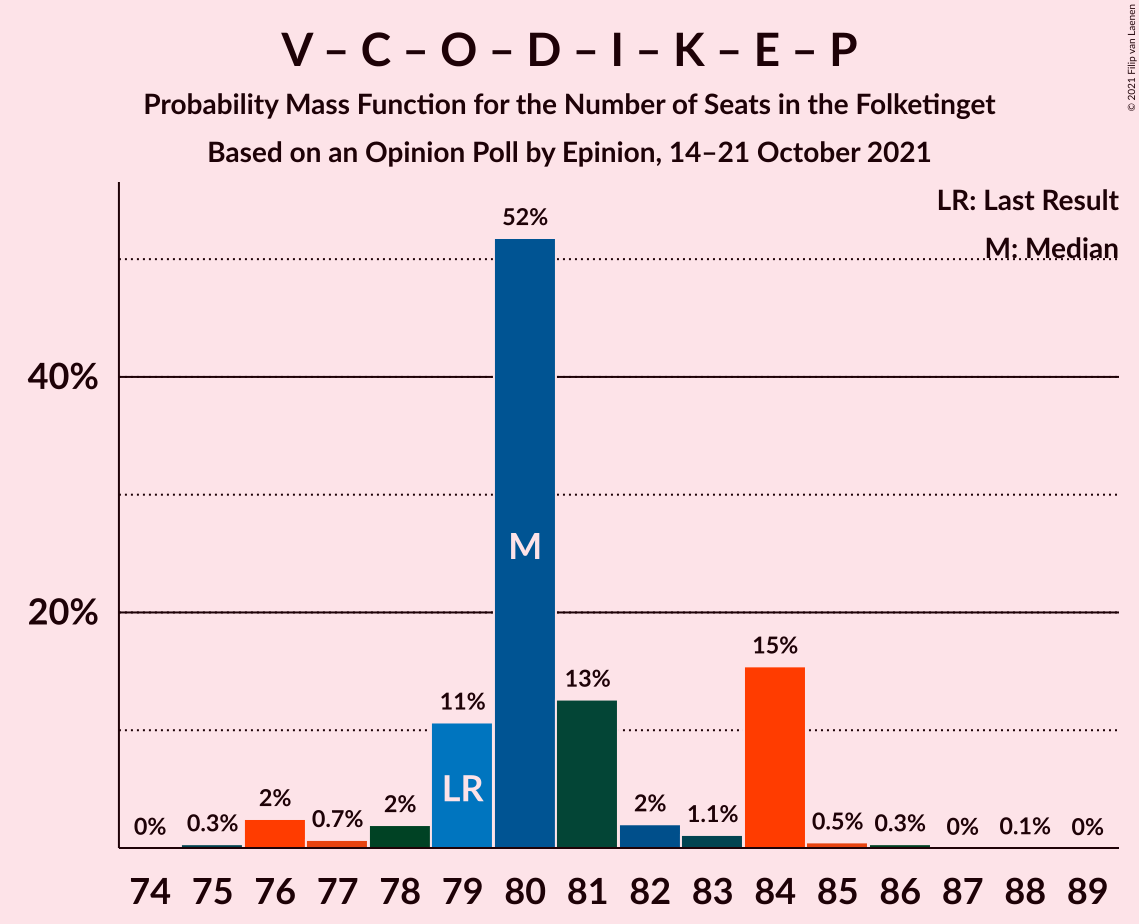 V – C – O – D – I – K – E – P
Probability Mass Function for the Number of Seats in the Folketinget
Based on an Opinion Poll by Epinion, 14–21 October 2021
© 2021 Filip van Laenen
LR: Last Result
M: Median
52%
40%
M
20%
15%
13%
11%
LR
0%
0.3%
2%
0.7%
2%
2%
1.1%
0.5%
0.3%
0%
0.1%
0%
74 75 76 77 78 79 80 81 82 83 84 85 86 87 88 89